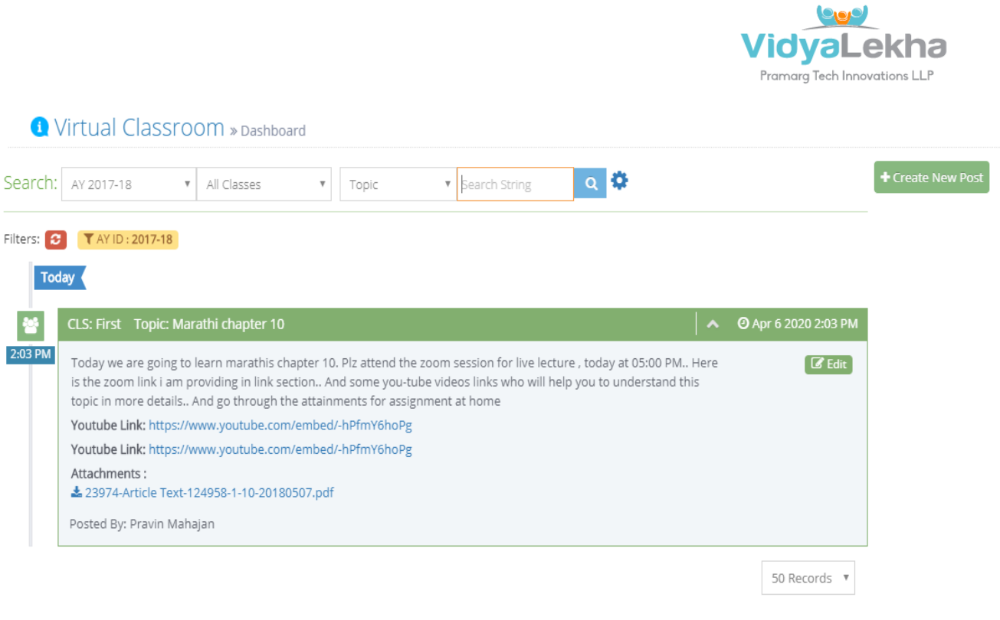 VidyaLekha
Pramarg Tech Innovations LLP
Virtual Classroom » Dashboard
Search: AY 2017-18 All Classes Topic Search String + Create New Post
Filters: AY ID : 2017-18
Today
CLS: First Topic: Marathi chapter 10 Apr 6 2020 2:03 PM
2:03 PM
Today we are going to learn marathis chapter 10. Plz attend the zoom session for live lecture , today at 05:00 PM.. Here
Edit
is the zoom link i am providing in link section.. And some you-tube videos links who will help you to understand this
topic in more details.. And go through the attainments for assignment at home
Youtube Link: https://www.youtube.com/embed/-hPfmY6hoPg
Youtube Link: https://www.youtube.com/embed/-hPfmY6hoPg
Attachments :
23974-Article Text-124958-1-10-20180507.pdf
Posted By: Pravin Mahajan
50 Records